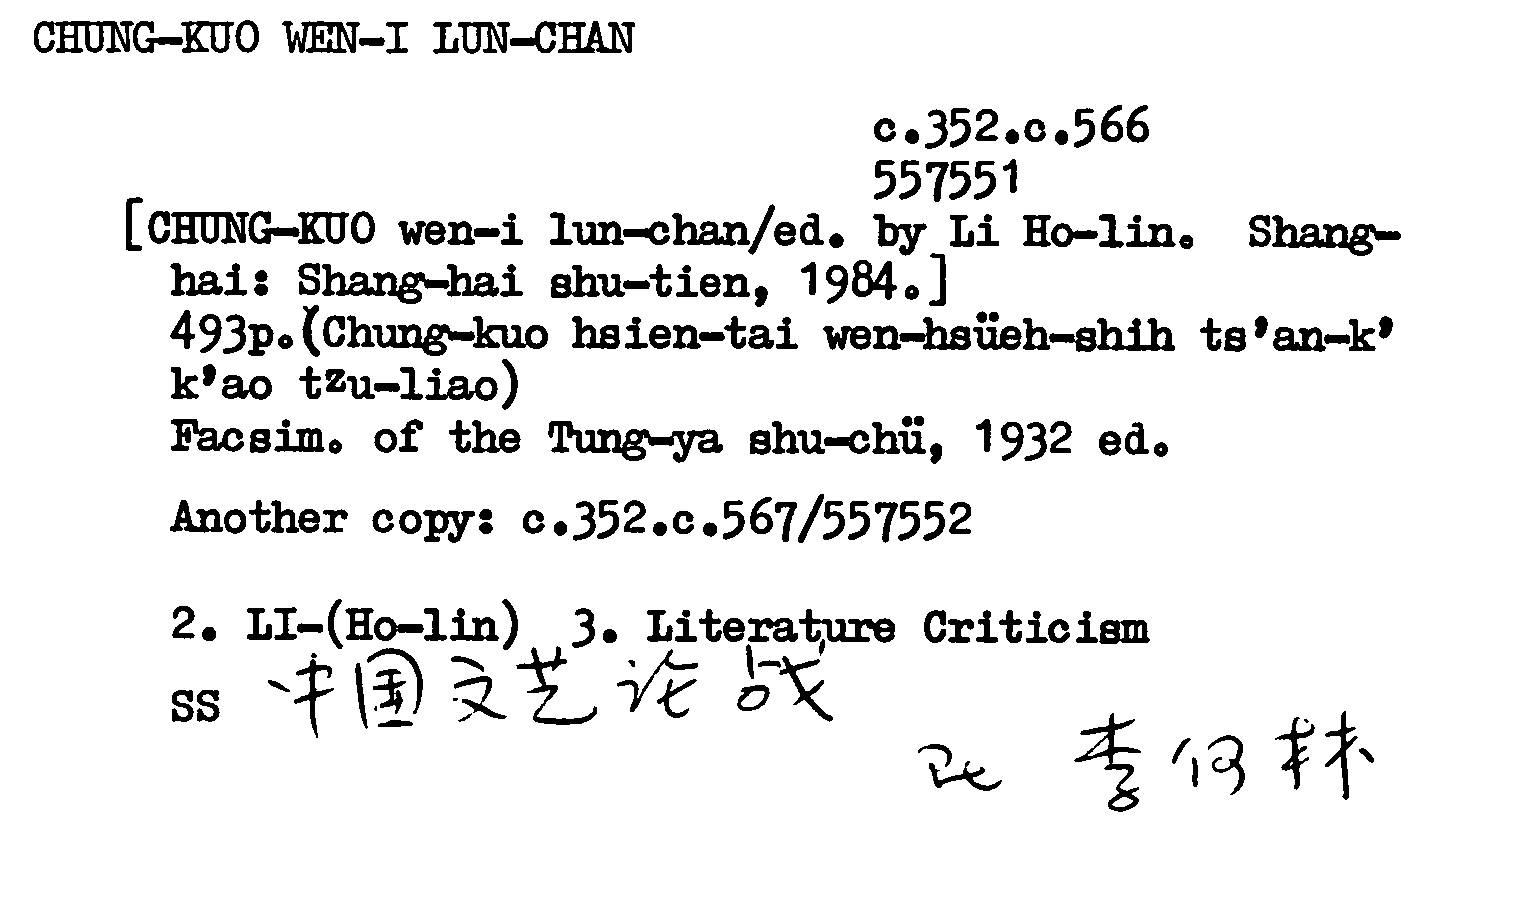 CHUNG-KUO WEN-I LUN-CHAN
c.352.c.566
557551
[CHUNG-KUO wen-i lun-chan/ed. by Li Ho-lin. Shang-
hai: Shang-hai shu-tien, 1984.]
493p.(Chung-kuo hsien-tai wen-hsüeh-shih ts'an-k'
k'ao tzu-liao)
Facsim. of the Tung-ya shu-chü, 1932 ed.
Another copy: c.352.c.567/557552
2. LI-(Ho-lin) 3. Literature Criticism
SS 中国文艺论战
李何林